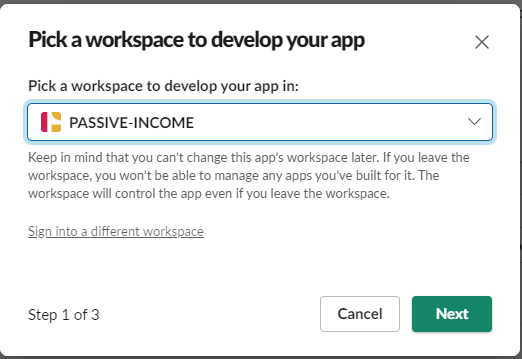 Pick a workspace to develop your app
Pick a workspace to develop your app in:
PASSIVE-INCOME
Keep in mind that you can't change this app's workspace later. If you leave the
workspace, you won't be able to manage any apps you've built for it. The
workspace will control the app even if you leave the workspace.
Sign into a different workspace
Step 1 of 3
Cancel
Next